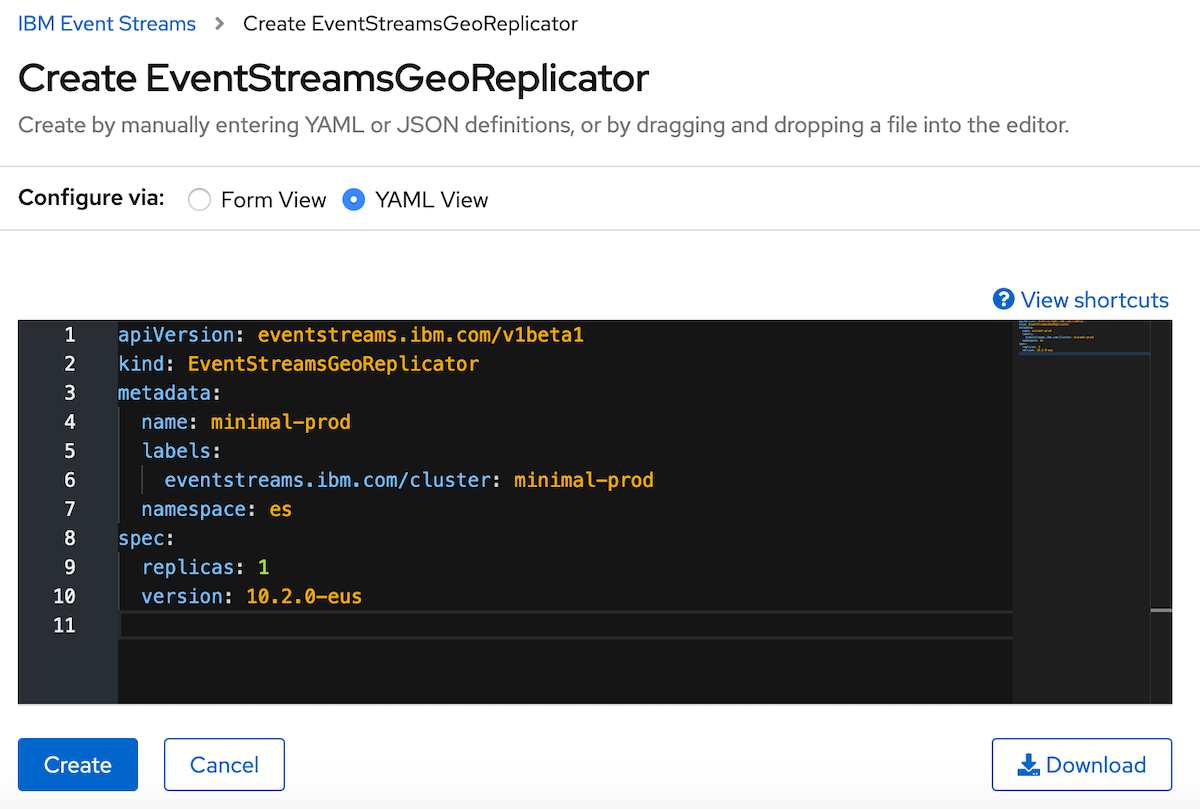 IBM Event Streams > Create EventStreamsGeoReplicator
Create EventStreamsGeoReplicator
Create by manually entering YAML or JSON definitions, or by dragging and dropping a file into the editor.
Configure via: Form View YAML View
View shortcuts
1 apiVersion: eventstreams.ibm.com/v1beta1
2 kind: EventStreamsGeoReplicator
3 metadata:
4   name: minimal-prod
5   labels:
6     eventstreams.ibm.com/cluster: minimal-prod
7   namespace: es
8 spec:
9   replicas: 1
10   version: 10.2.0-eus
11
Create Cancel Download